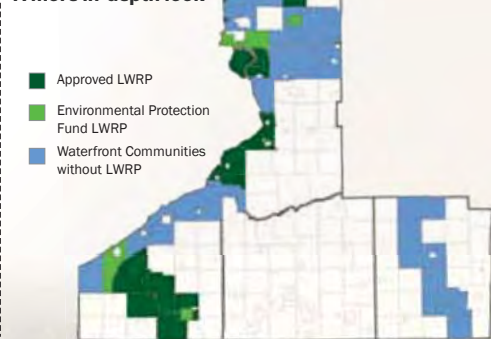 Approved LWRP
Environmental Protection
Fund LWRP
Waterfront Communities
without LWRP